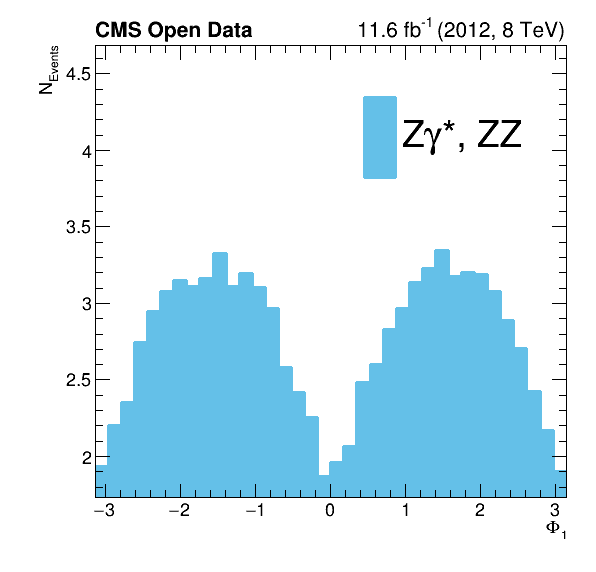 CMS Open Data 11.6 fb⁻¹ (2012, 8 TeV)
N_Events
4.5
Zγ*, ZZ
4
3.5
3
2.5
2
−3 −2 −1 0 1 2 3
Φ₁